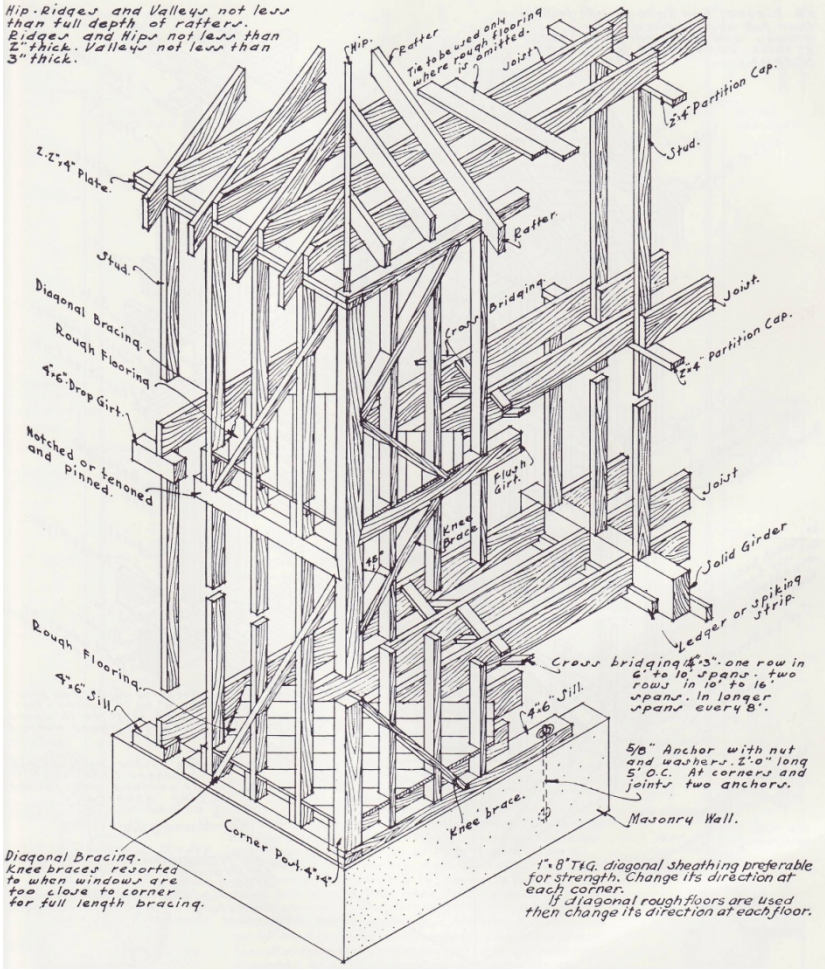 Hip-Ridges and Valleys not less
than full depth of rafters.
Ridges and Hips not less than
2" thick. Valleys not less than
3" thick.
Hip.
Rafter
Tie to be used only
where rough flooring
is omitted.
Joist
2"x4" Partition Cap.
Stud.
2-2"x4" Plate.
Rafter.
Stud.
Diagonal Bracing
Rough Flooring
4"x6" Drop Girt.
Notched or tenoned
and pinned.
Cross Bridging.
Joist.
2"x4" Partition Cap.
Flush
Girt.
Knee
Brace
45°
Joist
Solid Girder
Ledger or spiking
strip.
Rough Flooring.
4"x6" Sill.
Cross bridging 1¼"x3"- one row in
6' to 10' spans. two
rows in 10' to 16'
spans. In longer
spans every 8'.
4"x6" Sill.
5/8" Anchor with nut
and washers. 2'-0" long
5' O.C. At corners and
joints two anchors.
Masonry Wall.
Knee brace.
Corner Post-4"x4"
Diagonal Bracing.
Knee braces resorted
to when windows are
too close to corner
for full length bracing.
1"x8" T&G. diagonal sheathing preferable
for strength. Change its direction at
each corner.
If diagonal rough floors are used
then change its direction at each floor.